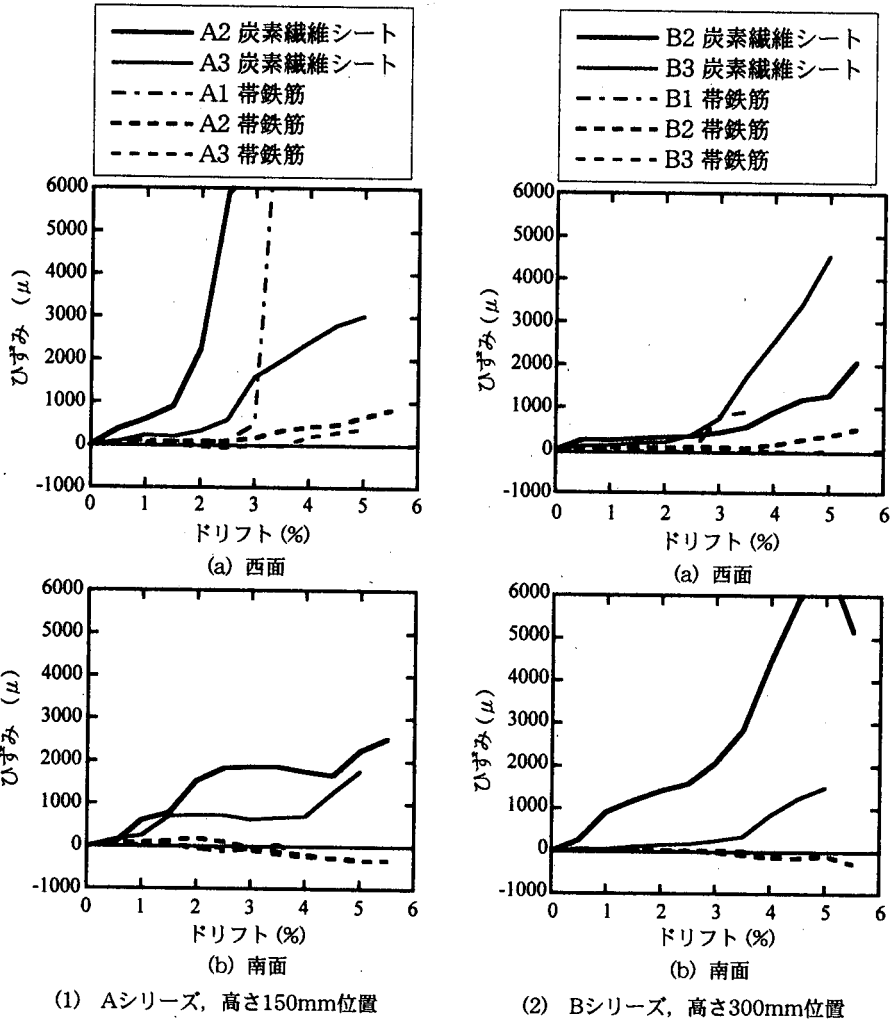 A2 炭素繊維シート
A3 炭素繊維シート
A1 帯鉄筋
A2 帯鉄筋
A3 帯鉄筋
6000
5000
4000
3000
2000
1000
0
-1000
ひずみ (μ)
0 1 2 3 4 5 6
ドリフト(%)
(a) 西面
6000
5000
4000
3000
2000
1000
0
-1000
ひずみ (μ)
0 1 2 3 4 5 6
ドリフト(%)
(b) 南面
(1) Aシリーズ, 高さ150mm位置
B2 炭素繊維シート
B3 炭素繊維シート
B1 帯鉄筋
B2 帯鉄筋
B3 帯鉄筋
6000
5000
4000
3000
2000
1000
0
-1000
ひずみ(μ)
0 1 2 3 4 5 6
ドリフト(%)
(a) 西面
6000
5000
4000
3000
2000
1000
0
-1000
ひずみ(μ)
0 1 2 3 4 5 6
ドリフト(%)
(b) 南面
(2) Bシリーズ, 高さ300mm位置